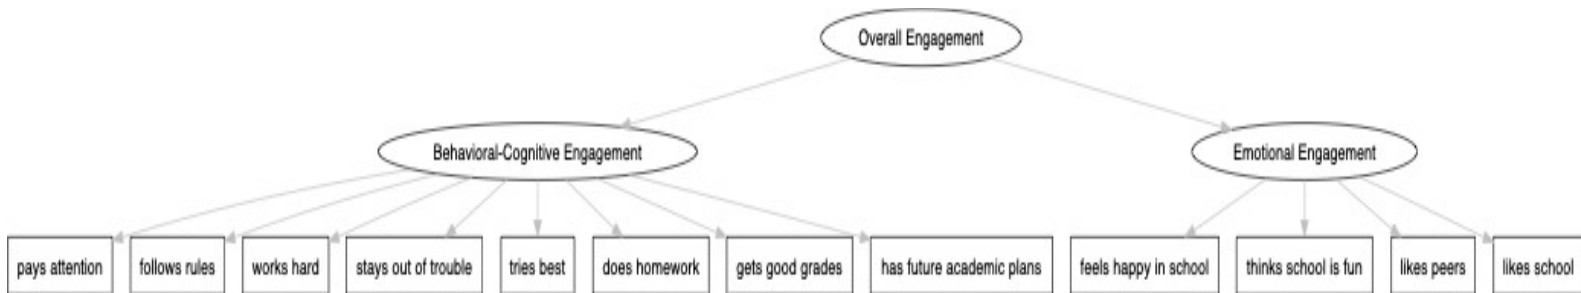 Overall Engagement
Behavioral-Cognitive Engagement
Emotional Engagement
pays attention
follows rules
works hard
stays out of trouble
tries best
does homework
gets good grades
has future academic plans
feels happy in school
thinks school is fun
likes peers
likes school